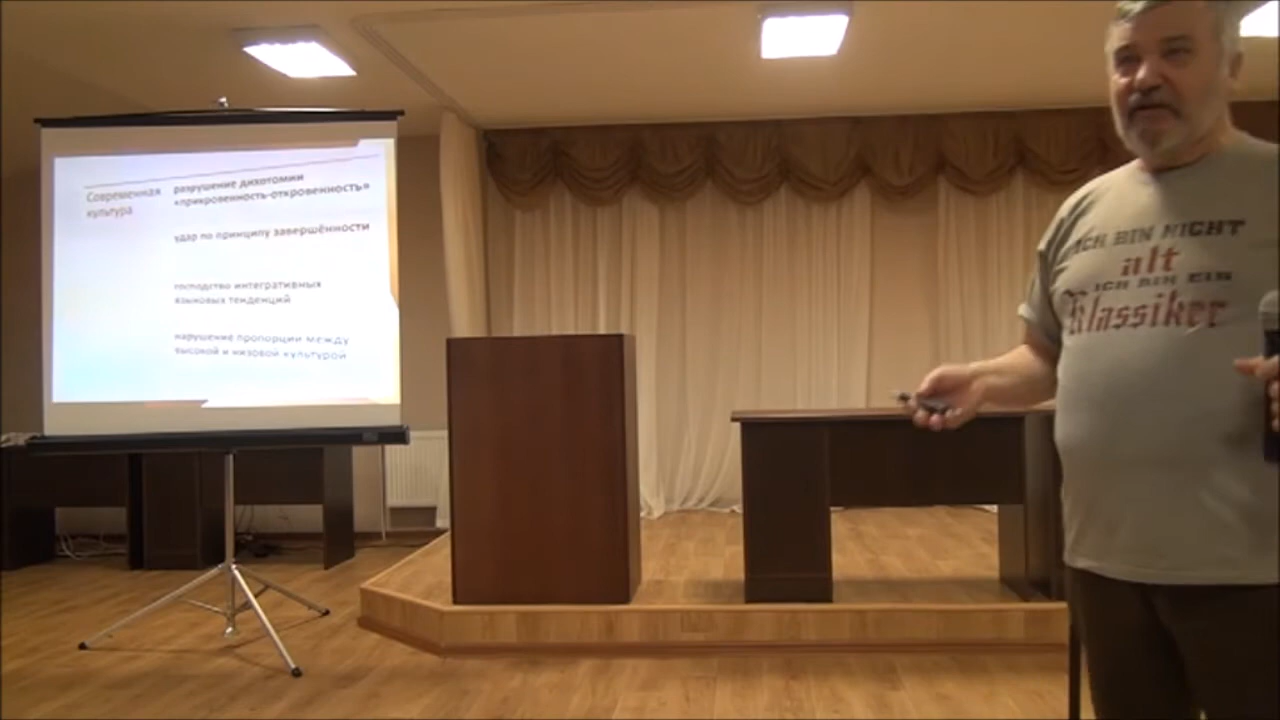 Современная
культура
разрушение дихотомии
«прикровенность-откровенность»
удар по принципу завершённости
господство интегративных
языковых тенденций
нарушение пропорции между
высокой и низовой культурой
ICH BIN NICHT
alt
ICH BIN EIN
Klassiker